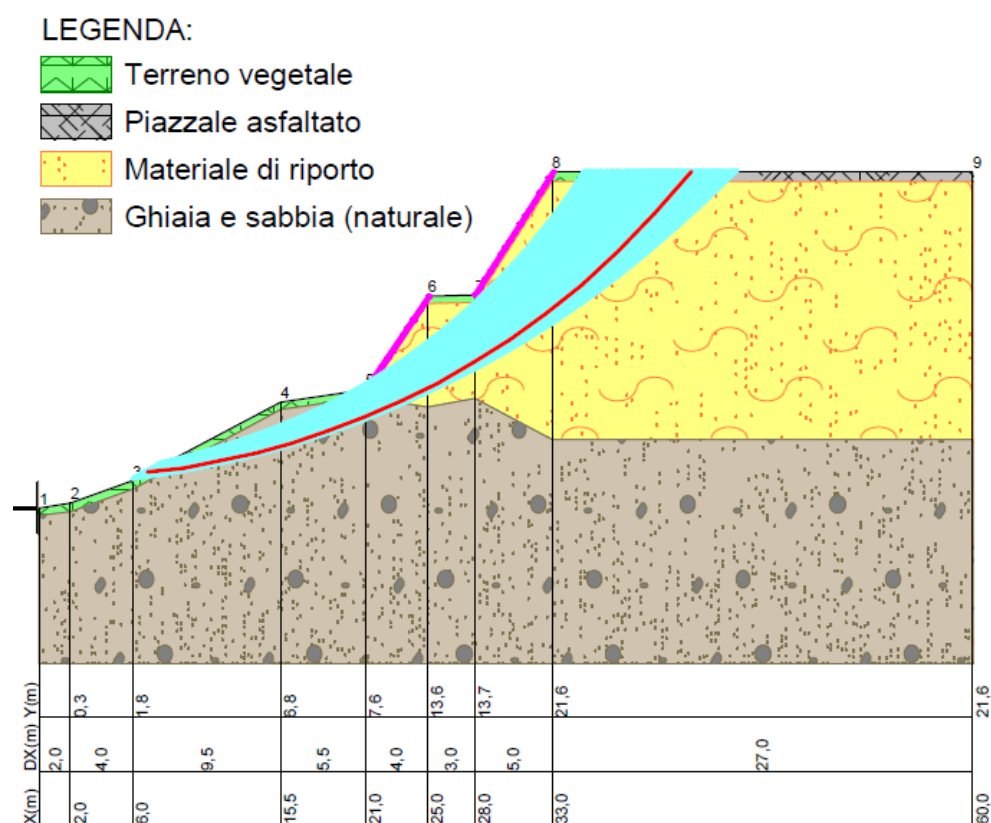 LEGENDA:
Terreno vegetale
Piazzale asfaltato
Materiale di riporto
Ghiaia e sabbia (naturale)
8
9
6
4
3
2
1
Y(m) 0,3 1,8 6,8 7,6 13,6 13,7 21,6 21,6
DX(m) 2,0 4,0 9,5 5,5 4,0 3,0 5,0 27,0
X(m) 2,0 6,0 15,5 21,0 25,0 28,0 33,0 60,0